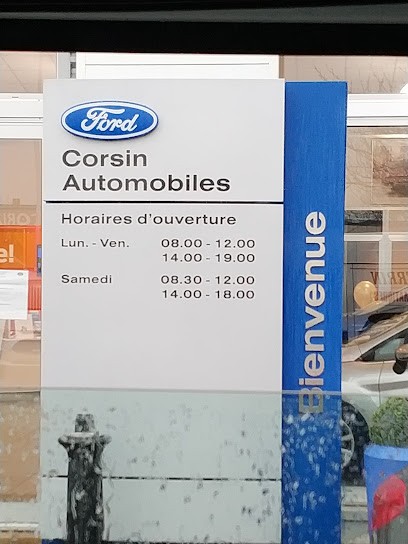 Ford
Corsin
Automobiles
Horaires d'ouverture
Lun. - Ven. 08.00 - 12.00
14.00 - 19.00
Samedi 08.30 - 12.00
14.00 - 18.00
Bienvenue